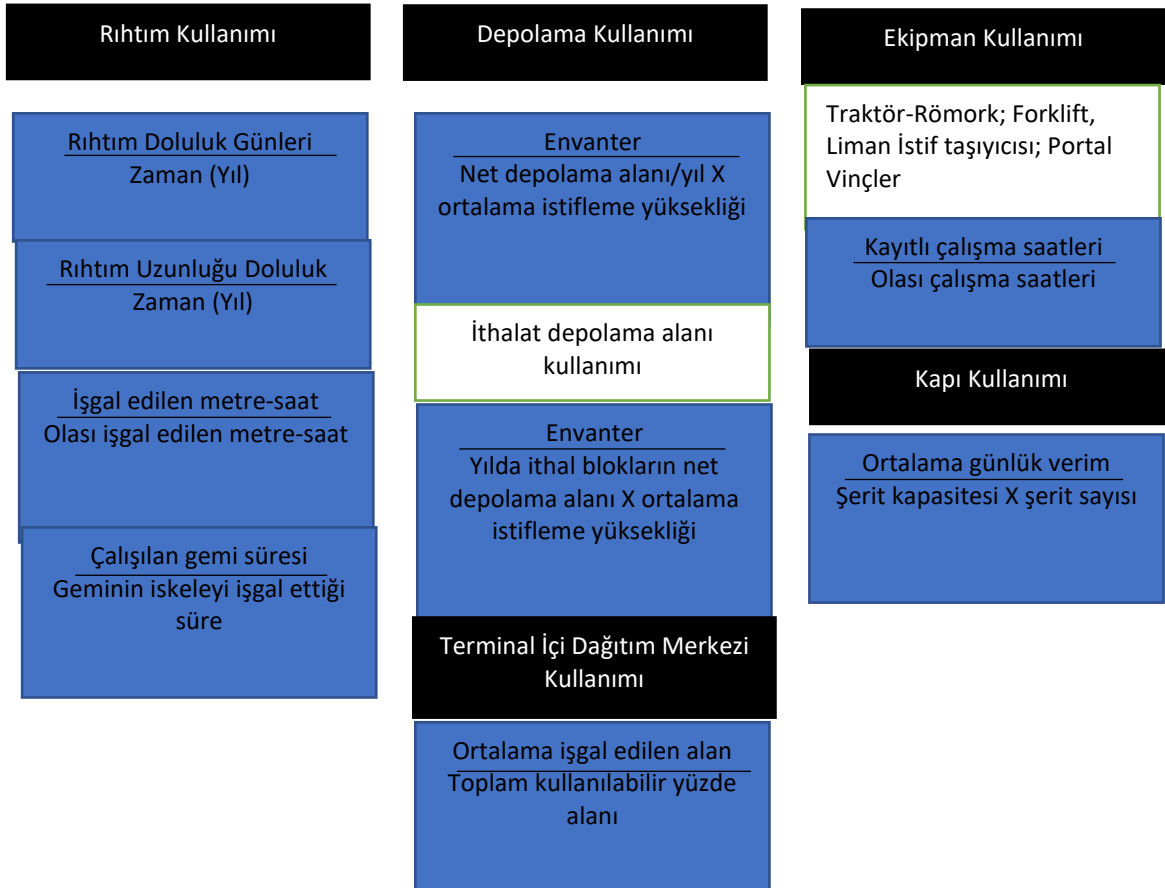 Rıhtım Kullanımı
Rıhtım Doluluk Günleri
Zaman (Yıl)
Rıhtım Uzunluğu Doluluk
Zaman (Yıl)
İşgal edilen metre-saat
Olası işgal edilen metre-saat
Çalışılan gemi süresi
Geminin iskeleyi işgal ettiği
süre
Depolama Kullanımı
Envanter
Net depolama alanı/yıl X
ortalama istifleme yüksekliği
İthalat depolama alanı
kullanımı
Envanter
Yılda ithal blokların net
depolama alanı X ortalama
istifleme yüksekliği
Terminal İçi Dağıtım Merkezi
Kullanımı
Ortalama işgal edilen alan
Toplam kullanılabilir yüzde
alanı
Ekipman Kullanımı
Traktör-Römork; Forklift,
Liman İstif taşıyıcısı; Portal
Vinçler
Kayıtlı çalışma saatleri
Olası çalışma saatleri
Kapı Kullanımı
Ortalama günlük verim
Şerit kapasitesi X şerit sayısı